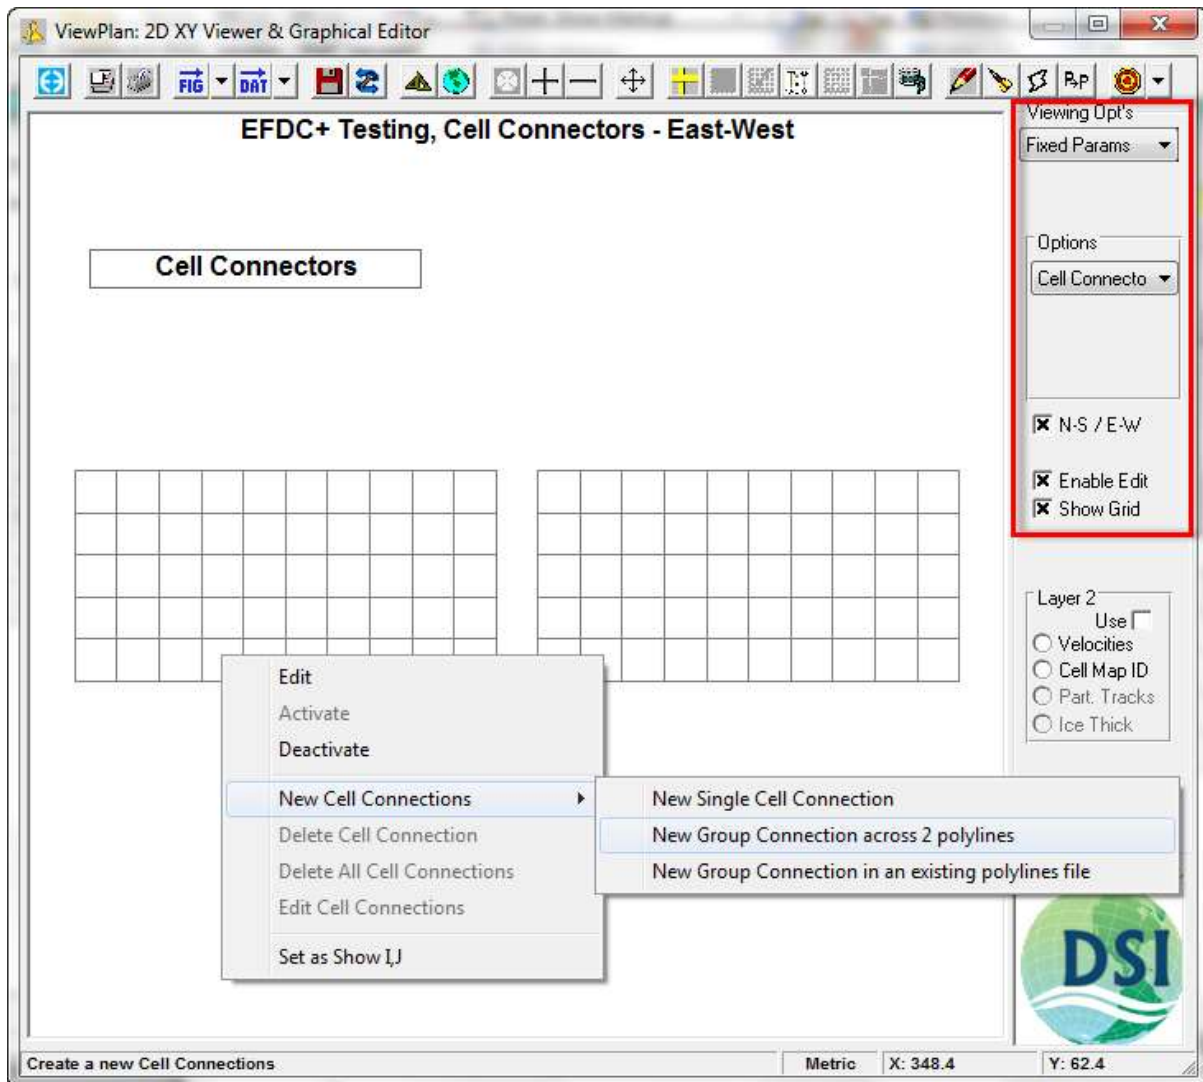 ViewPlan: 2D XY Viewer & Graphical Editor
FIG
DAT
Viewing Opt's
Fixed Params
EFDC+ Testing, Cell Connectors - East-West
Cell Connectors
Options
Cell Connecto
N-S / E-W
Enable Edit
Show Grid
Layer 2
Use
Velocities
Cell Map ID
Part. Tracks
Ice Thick
Edit
Activate
Deactivate
New Cell Connections
Delete Cell Connection
Delete All Cell Connections
Edit Cell Connections
Set as Show I,J
New Single Cell Connection
New Group Connection across 2 polylines
New Group Connection in an existing polylines file
DSI
Create a new Cell Connections
Metric
X: 348.4
Y: 62.4